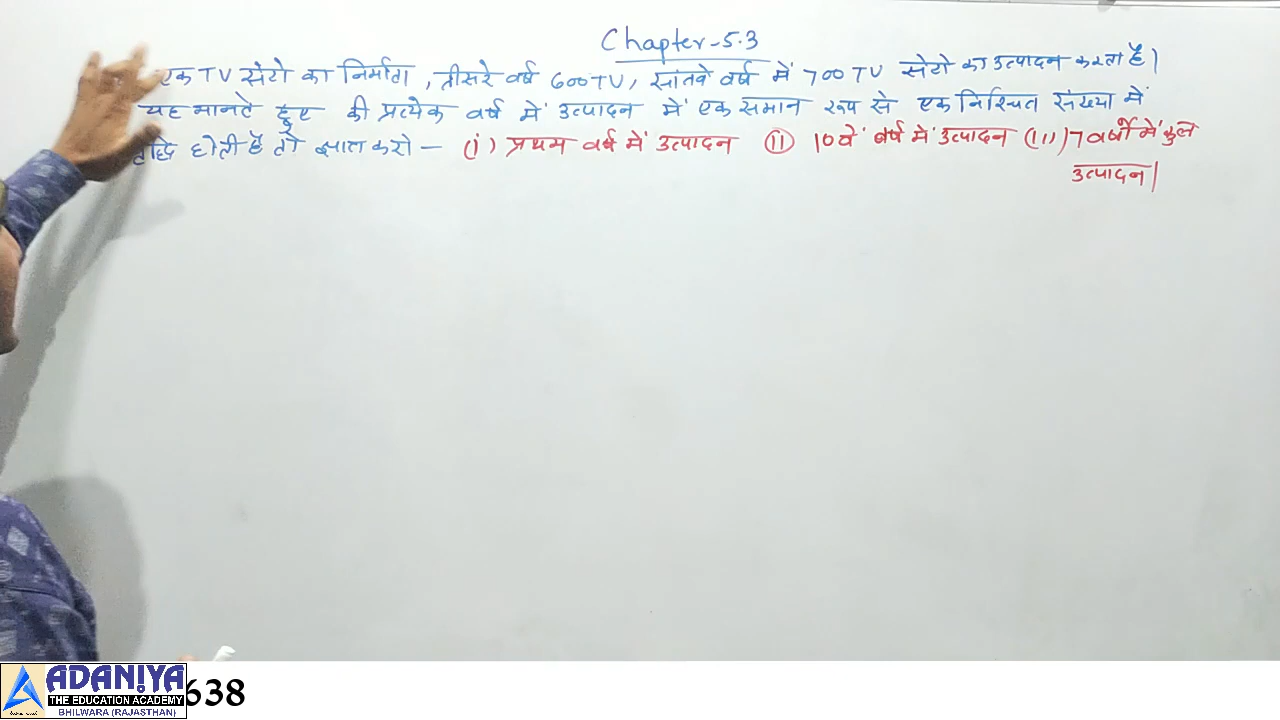 Chapter-5.3
एक TV सेटो का निर्माता, तीसरे वर्ष 600 TV, सांतवे वर्ष में 700 TV सेटो का उत्पादन करता है।
यह मानते हुए की प्रत्येक वर्ष में उत्पादन में एक समान रूप से एक निश्चित संख्या में
होती है तो ज्ञात करो - (i) प्रथम वर्ष में उत्पादन (ii) 10वे वर्ष में उत्पादन (iii) 7 वर्षों में कुल
उत्पादन।
638
ADANIYA
THE EDUCATION ACADEMY
BHILWARA (RAJASTHAN)